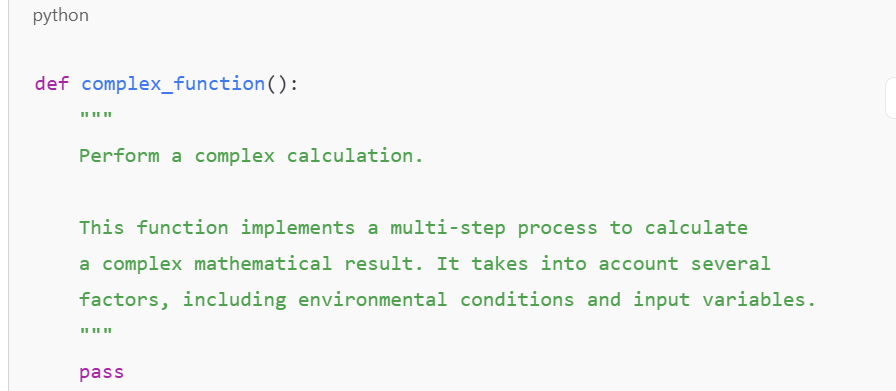 python
def complex_function():
"""
Perform a complex calculation.
This function implements a multi-step process to calculate
a complex mathematical result. It takes into account several
factors, including environmental conditions and input variables.
"""
pass